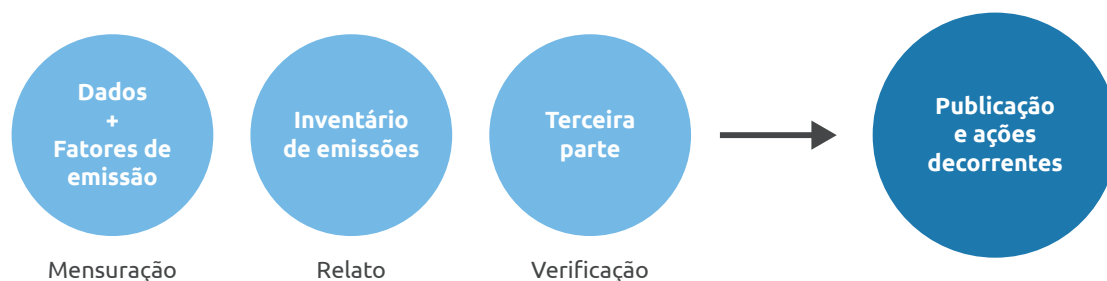 Dados
+
Fatores de
emissão
Mensuração
Inventário
de emissões
Relato
Terceira
parte
Verificação
Publicação
e ações
decorrentes